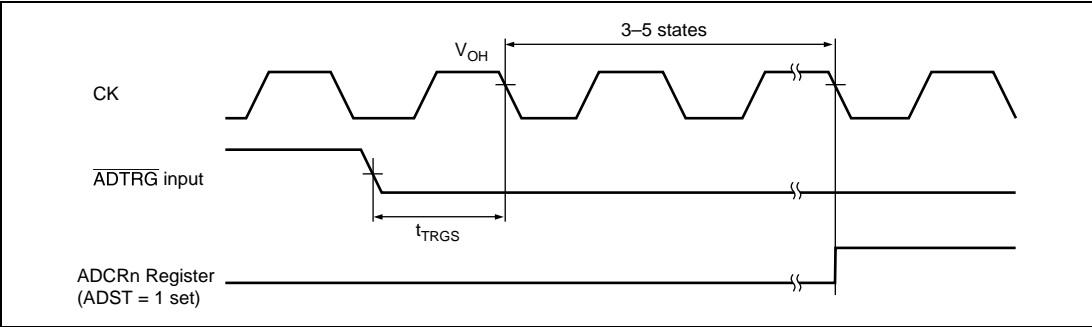 3–5 states
VOH
CK
ADTRG input
tTRGS
ADCRn Register
(ADST = 1 set)